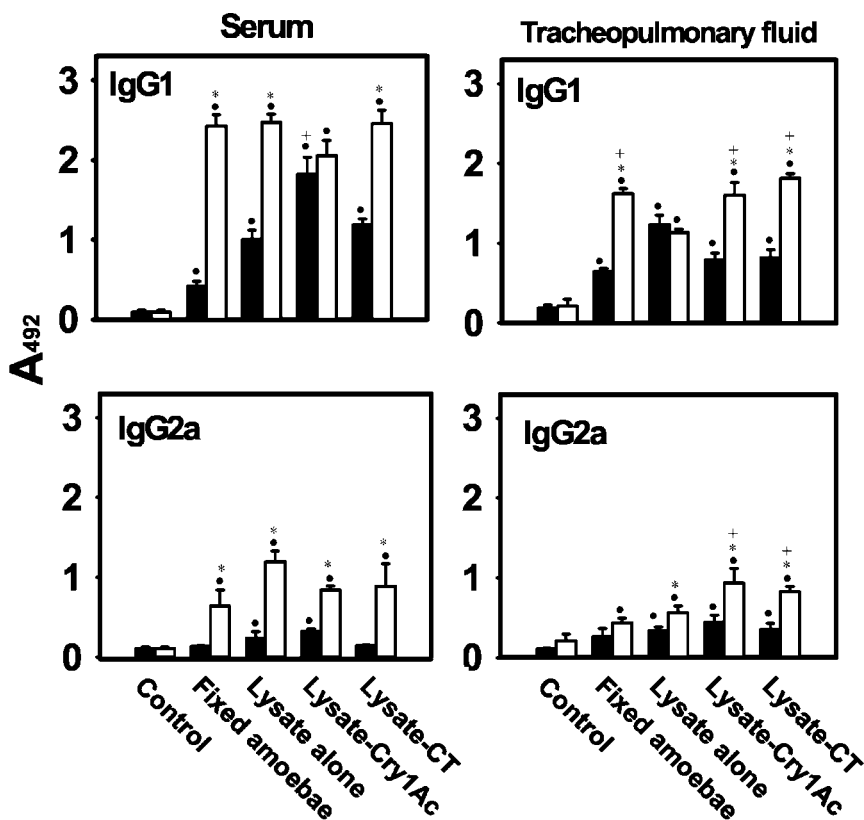 Serum
Tracheopulmonary fluid
IgG1
3
2
1
0
* * + *
IgG1
3
2
1
0
+ * + * + *
A492
IgG2a
3
2
1
0
* * * *
IgG2a
3
2
1
0
* + * + *
Control
Fixed amoebae
Lysate alone
Lysate-Cry1Ac
Lysate-CT
Control
Fixed amoebae
Lysate alone
Lysate-Cry1Ac
Lysate-CT